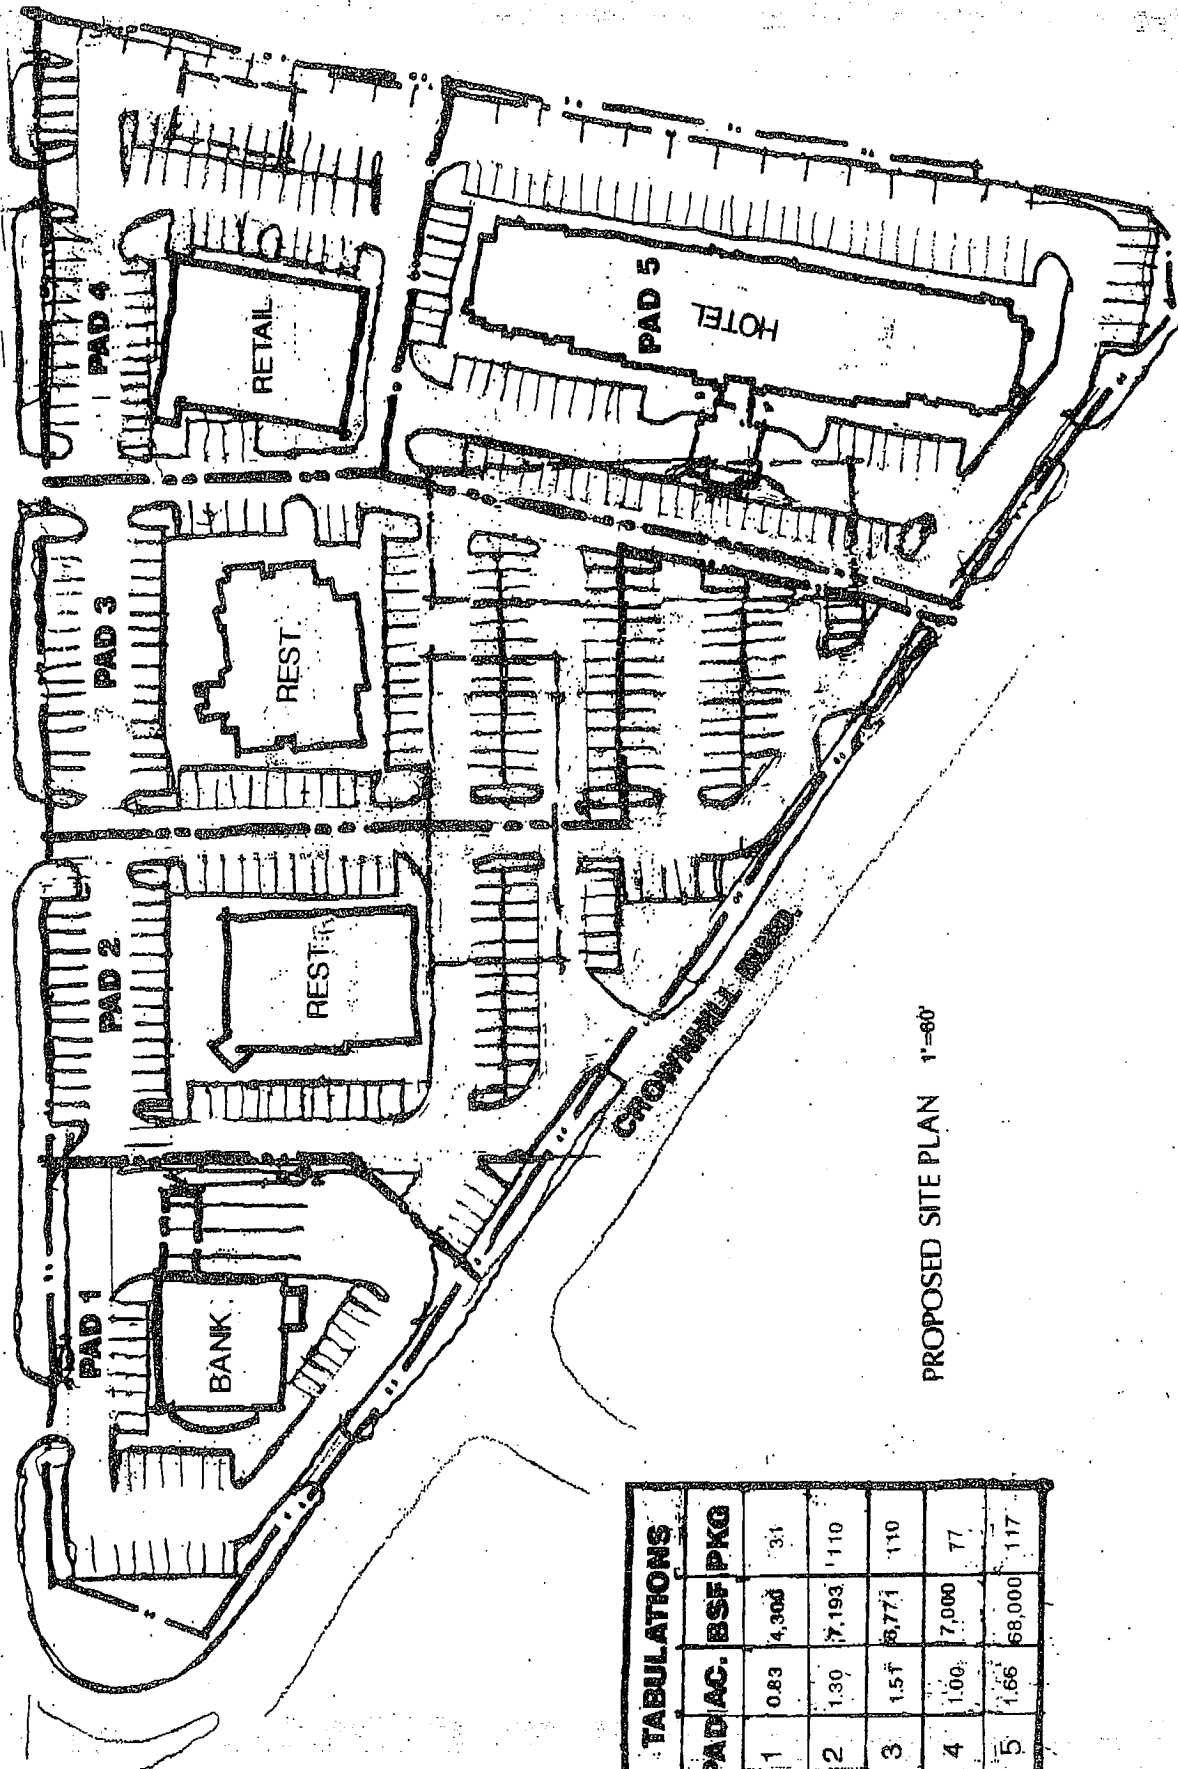 PAD 4
RETAIL
PAD 5
HOTEL
PAD 3
REST
PAD 2
REST.
PAD 1
BANK
CROWNHILL BLVD.
PROPOSED SITE PLAN 1"=60'
TABULATIONS
PAD AC. BSF PKG
1 0.83 4,300 31
2 1.30 7,193 110
3 1.51 6,771 110
4 1.00 7,000 77
5 1.66 68,000 117